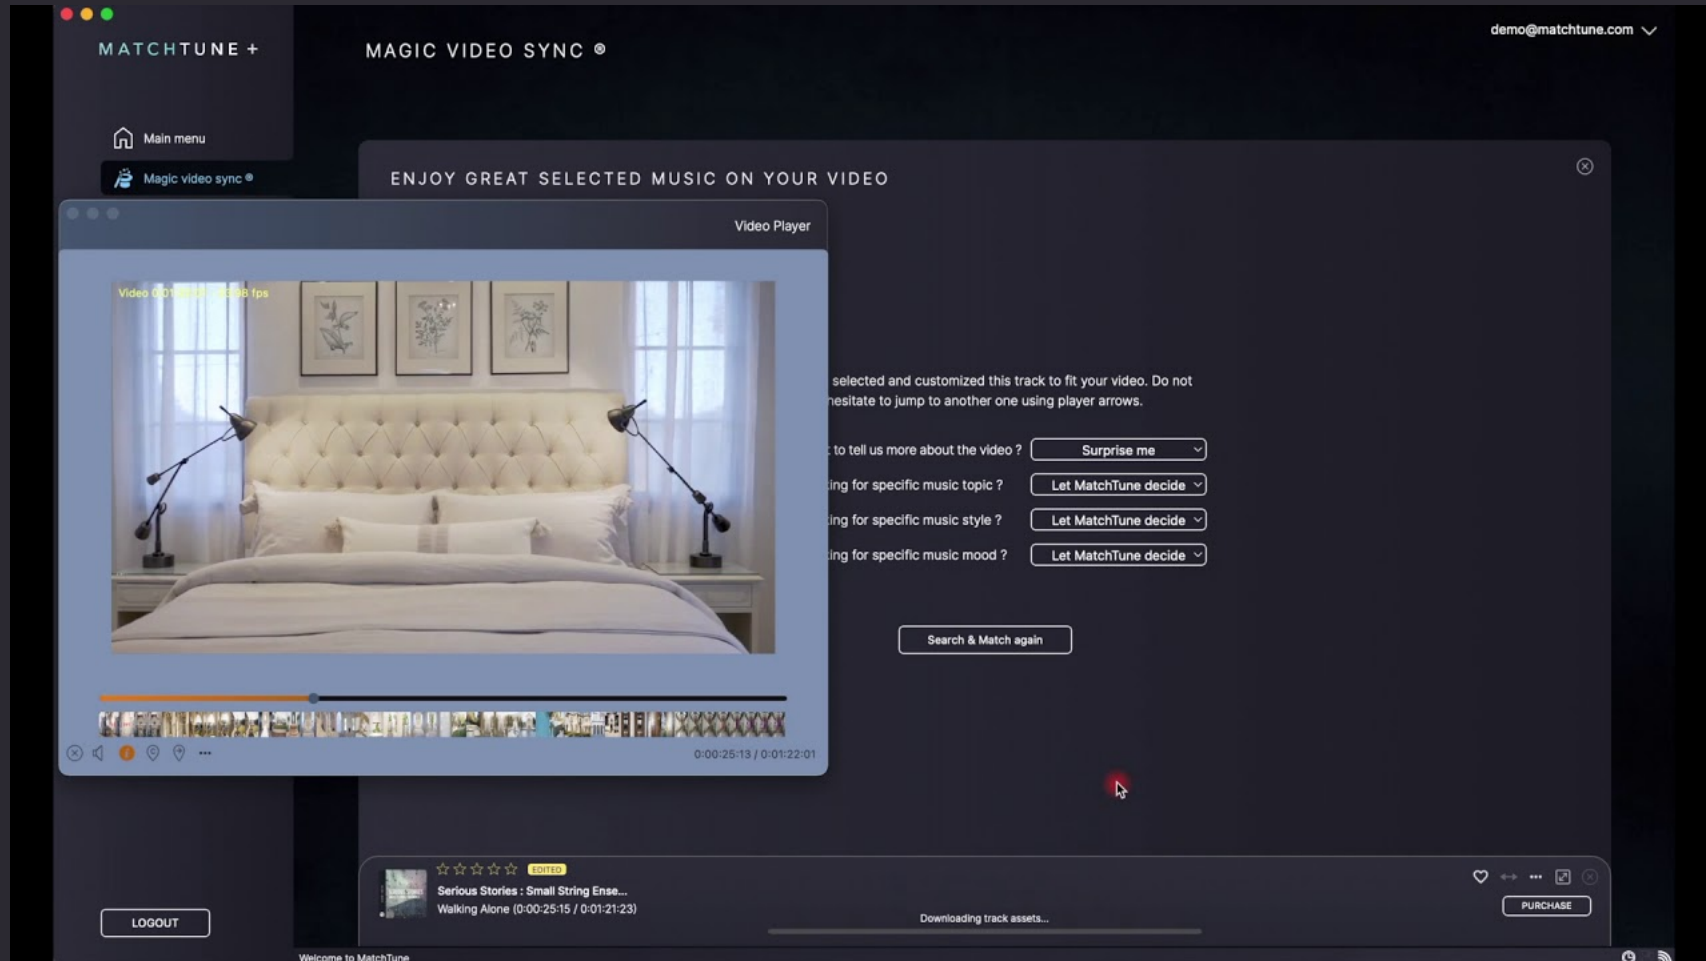 MATCHTUNE +
MAGIC VIDEO SYNC ®
demo@matchtune.com
Main menu
Magic video sync ®
ENJOY GREAT SELECTED MUSIC ON YOUR VIDEO
Video Player
Video fps
selected and customized this track to fit your video. Do not
hesitate to jump to another one using player arrows.
to tell us more about the video ? Surprise me
ing for specific music topic ? Let MatchTune decide
ing for specific music style ? Let MatchTune decide
ing for specific music mood ? Let MatchTune decide
Search & Match again
0:00:25:13 / 0:01:22:01
EDITED
Serious Stories : Small String Ense...
Walking Alone (0:00:25:15 / 0:01:21:23)
Downloading track assets...
PURCHASE
LOGOUT
Welcome to MatchTune